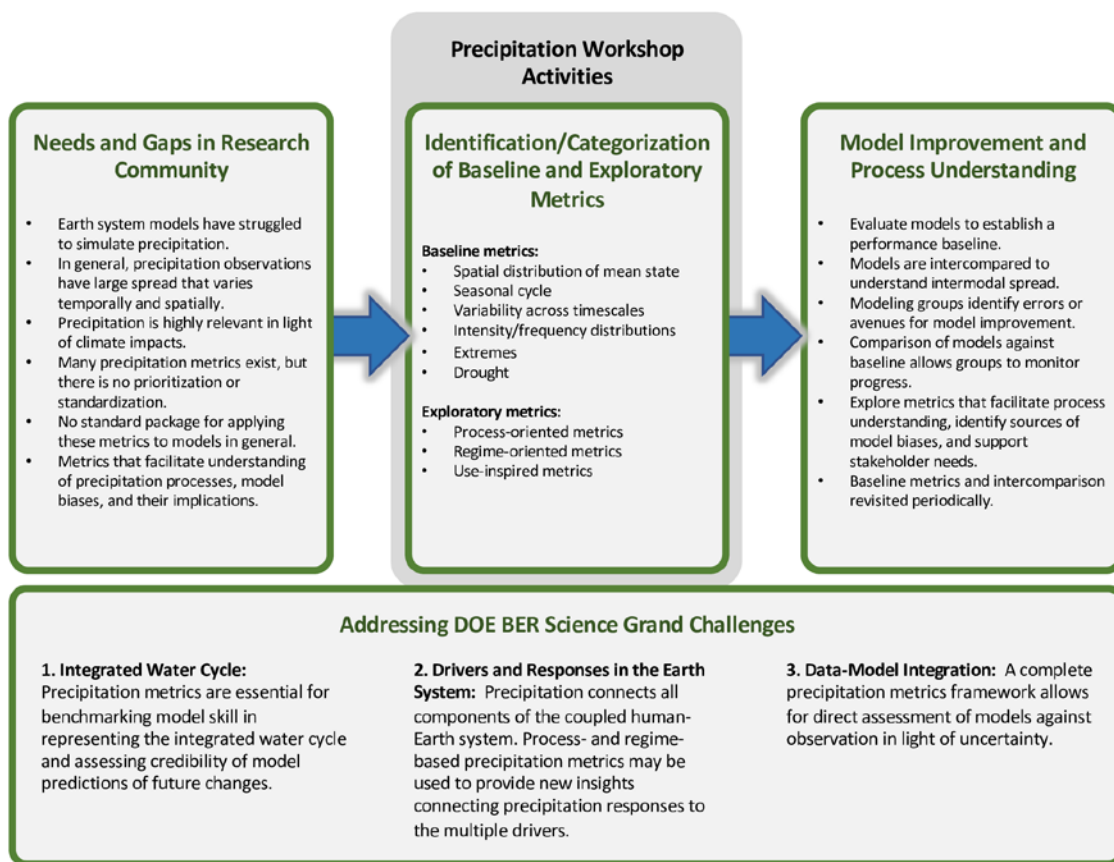 Precipitation Workshop
Activities
Needs and Gaps in Research
Community
• Earth system models have struggled
to simulate precipitation.
• In general, precipitation observations
have large spread that varies
temporally and spatially.
• Precipitation is highly relevant in light
of climate impacts.
• Many precipitation metrics exist, but
there is no prioritization or
standardization.
• No standard package for applying
these metrics to models in general.
• Metrics that facilitate understanding
of precipitation processes, model
biases, and their implications.
Identification/Categorization
of Baseline and Exploratory
Metrics
Baseline metrics:
• Spatial distribution of mean state
• Seasonal cycle
• Variability across timescales
• Intensity/frequency distributions
• Extremes
• Drought
Exploratory metrics:
• Process-oriented metrics
• Regime-oriented metrics
• Use-inspired metrics
Model Improvement and
Process Understanding
• Evaluate models to establish a
performance baseline.
• Models are intercompared to
understand intermodal spread.
• Modeling groups identify errors or
avenues for model improvement.
• Comparison of models against
baseline allows groups to monitor
progress.
• Explore metrics that facilitate process
understanding, identify sources of
model biases, and support
stakeholder needs.
• Baseline metrics and intercomparison
revisited periodically.
Addressing DOE BER Science Grand Challenges
1. Integrated Water Cycle:
Precipitation metrics are essential for
benchmarking model skill in
representing the integrated water cycle
and assessing credibility of model
predictions of future changes.
2. Drivers and Responses in the Earth
System: Precipitation connects all
components of the coupled human-
Earth system. Process- and regime-
based precipitation metrics may be
used to provide new insights
connecting precipitation responses to
the multiple drivers.
3. Data-Model Integration: A complete
precipitation metrics framework allows
for direct assessment of models against
observation in light of uncertainty.